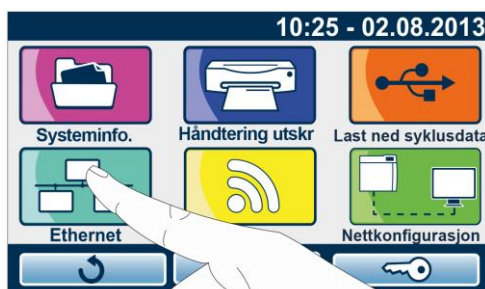 10:25 - 02.08.2013
Systeminfo.
Håndtering utskr
Last ned syklusdata
Ethernet
Nettkonfigurasjon